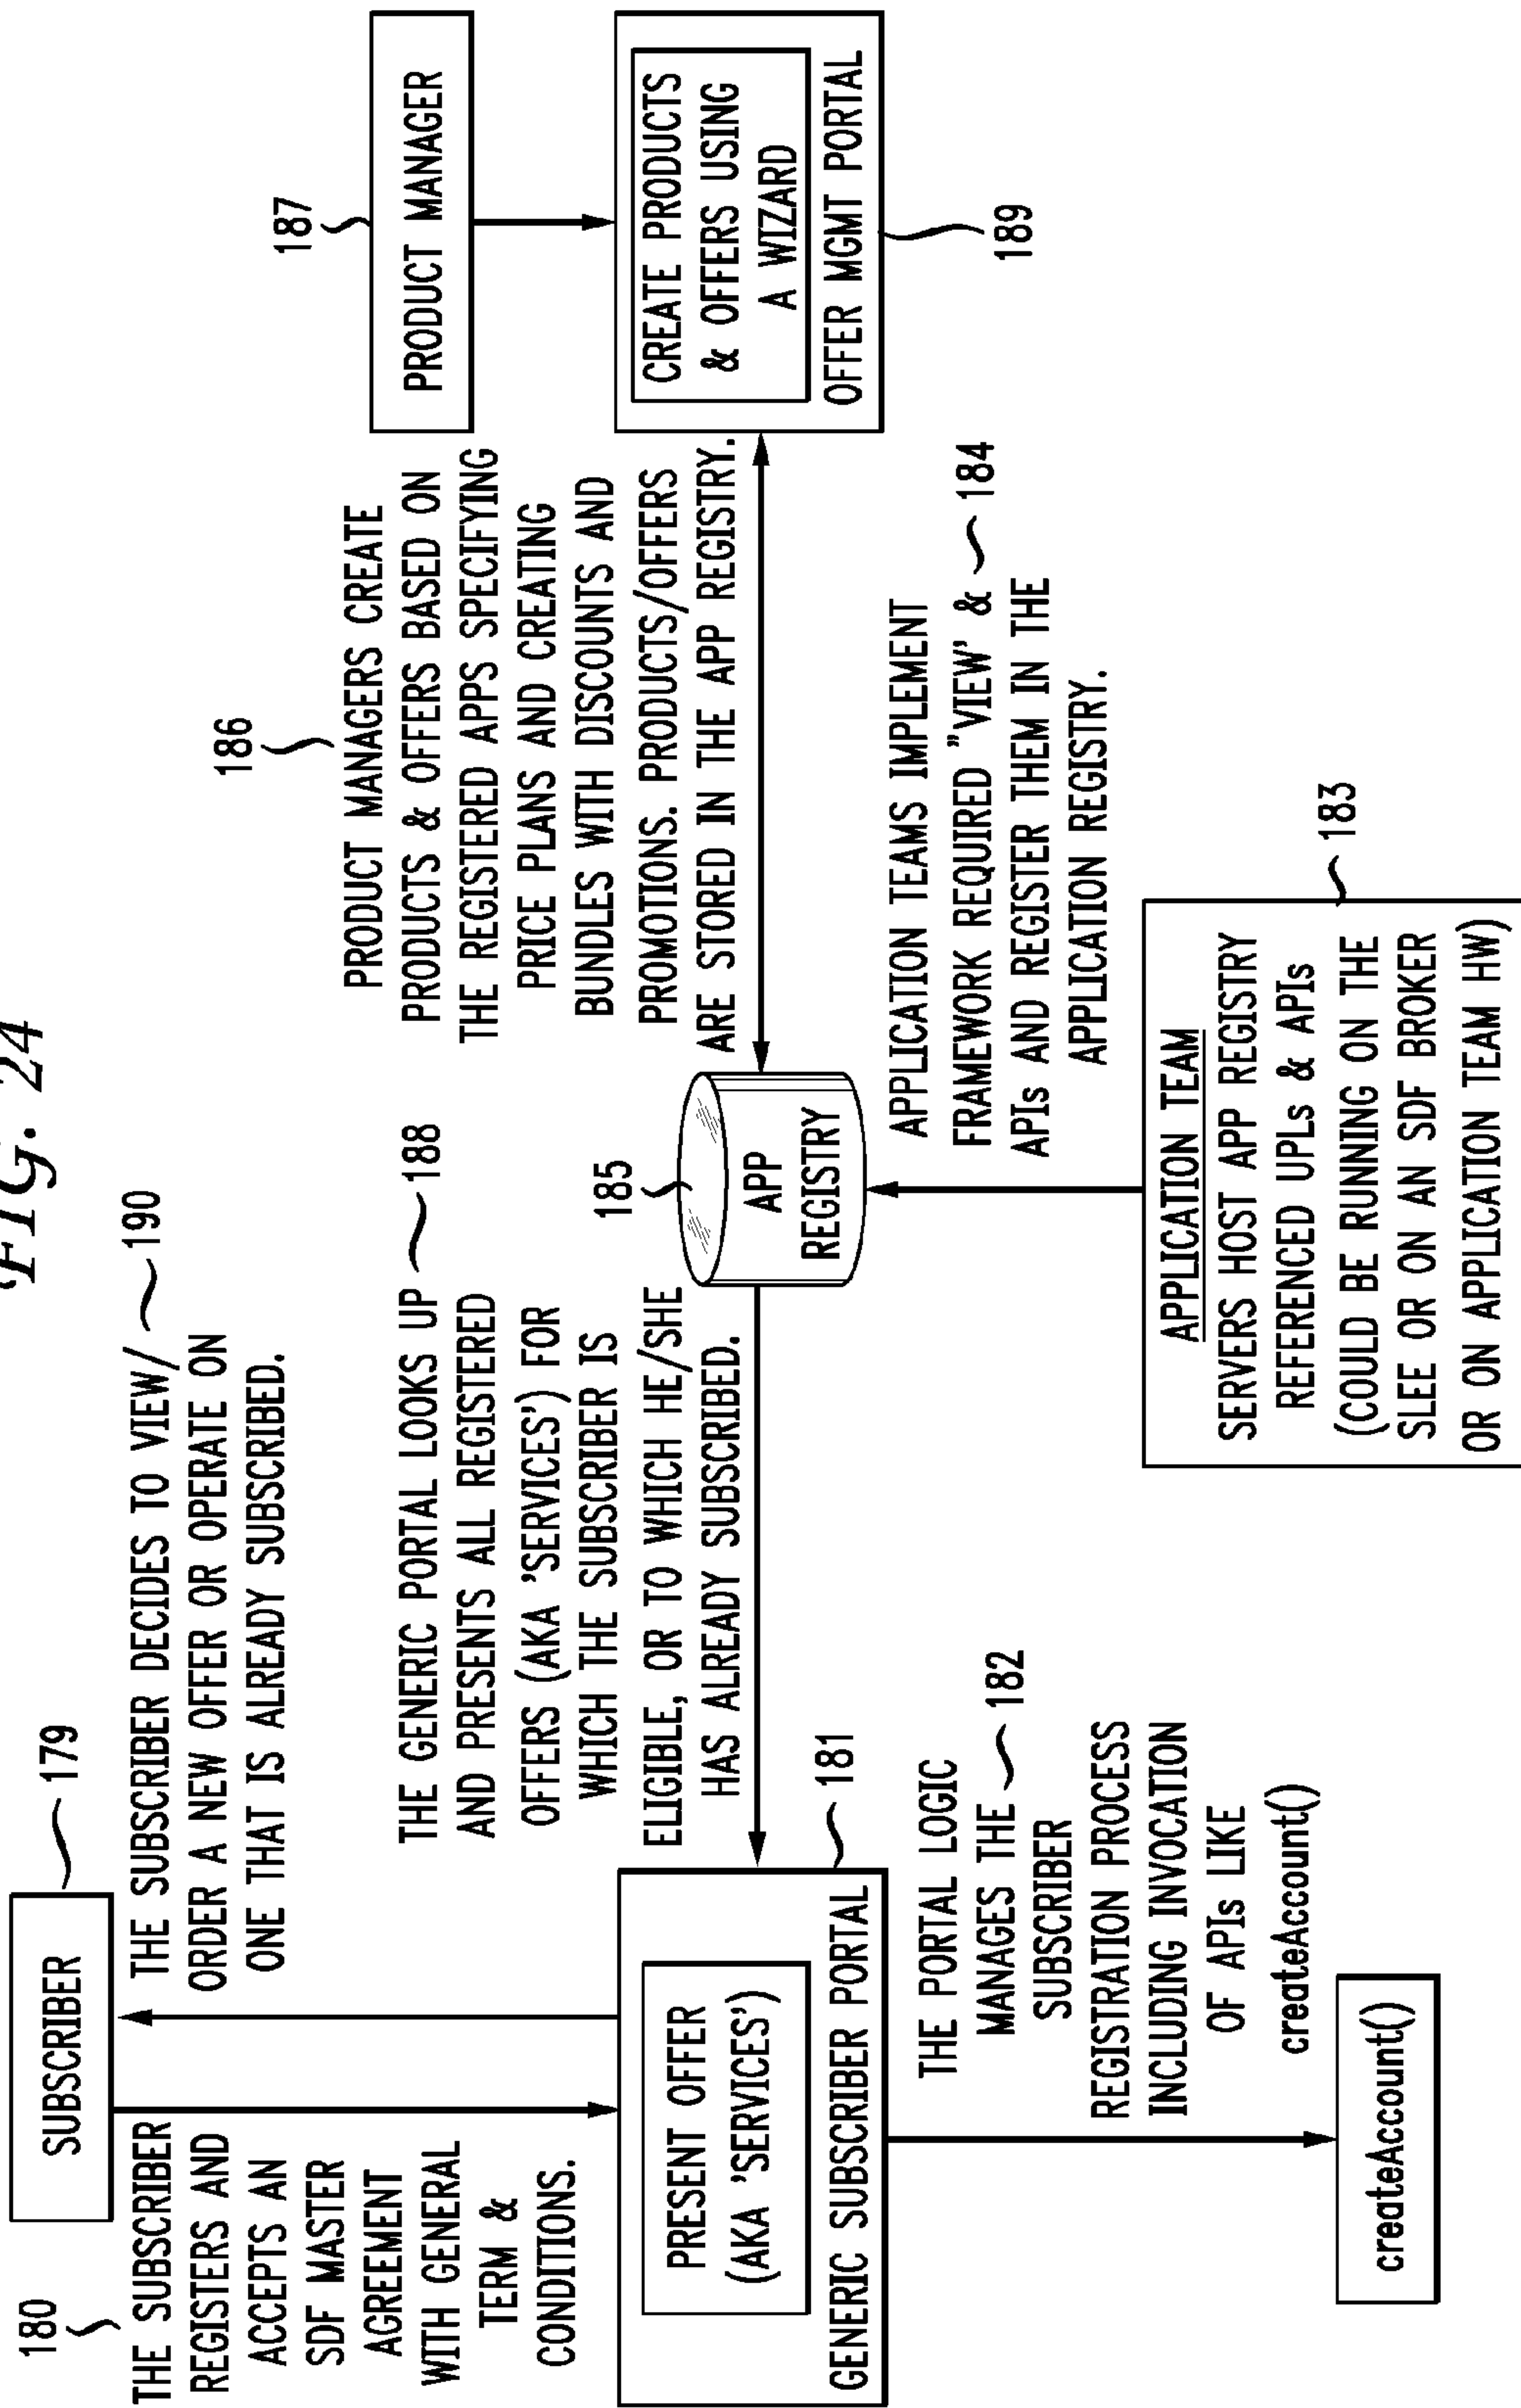 FIG. 24
180
THE SUBSCRIBER
REGISTERS AND
ACCEPTS AN
SDF MASTER
AGREEMENT
WITH GENERAL
TERM &
CONDITIONS.
SUBSCRIBER
179
THE SUBSCRIBER DECIDES TO VIEW/
ORDER A NEW OFFER OR OPERATE ON
ONE THAT IS ALREADY SUBSCRIBED.
190
PRESENT OFFER
(AKA 'SERVICES')
GENERIC SUBSCRIBER PORTAL
181
THE GENERIC PORTAL LOOKS UP
AND PRESENTS ALL REGISTERED
OFFERS (AKA 'SERVICES') FOR
WHICH THE SUBSCRIBER IS
ELIGIBLE, OR TO WHICH HE/SHE
HAS ALREADY SUBSCRIBED.
188
THE PORTAL LOGIC
MANAGES THE
SUBSCRIBER
REGISTRATION PROCESS
INCLUDING INVOCATION
OF APIs LIKE
createAccount()
182
createAccount()
185
APP
REGISTRY
186
PRODUCT MANAGERS CREATE
PRODUCTS & OFFERS BASED ON
THE REGISTERED APPS SPECIFYING
PRICE PLANS AND CREATING
BUNDLES WITH DISCOUNTS AND
PROMOTIONS. PRODUCTS/OFFERS
ARE STORED IN THE APP REGISTRY.
187
PRODUCT MANAGER
CREATE PRODUCTS
& OFFERS USING
A WIZARD
OFFER MGMT PORTAL
189
APPLICATION TEAMS IMPLEMENT
FRAMEWORK REQUIRED "VIEW' &
APIs AND REGISTER THEM IN THE
APPLICATION REGISTRY.
184
APPLICATION TEAM
SERVERS HOST APP REGISTRY
REFERENCED UPLs & APIs
(COULD BE RUNNING ON THE
SLEE OR ON AN SDF BROKER
OR ON APPLICATION TEAM HW)
183